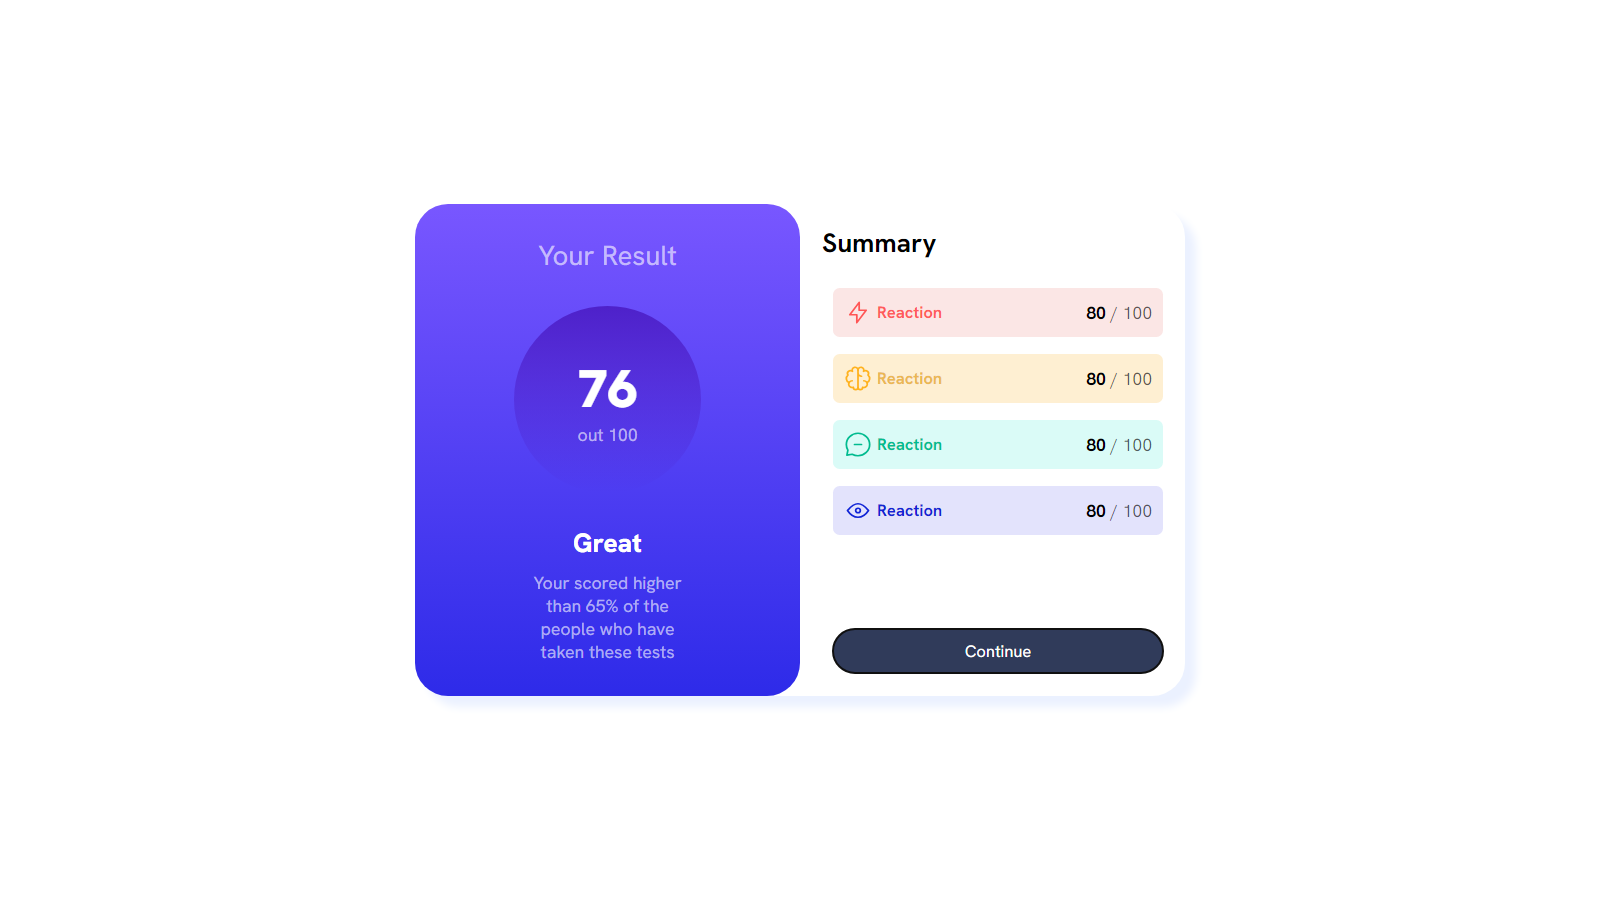 Your Result
76
out 100
Great
Your scored higher
than 65% of the
people who have
taken these tests
Summary
Reaction 80 / 100
Reaction 80 / 100
Reaction 80 / 100
Reaction 80 / 100
Continue